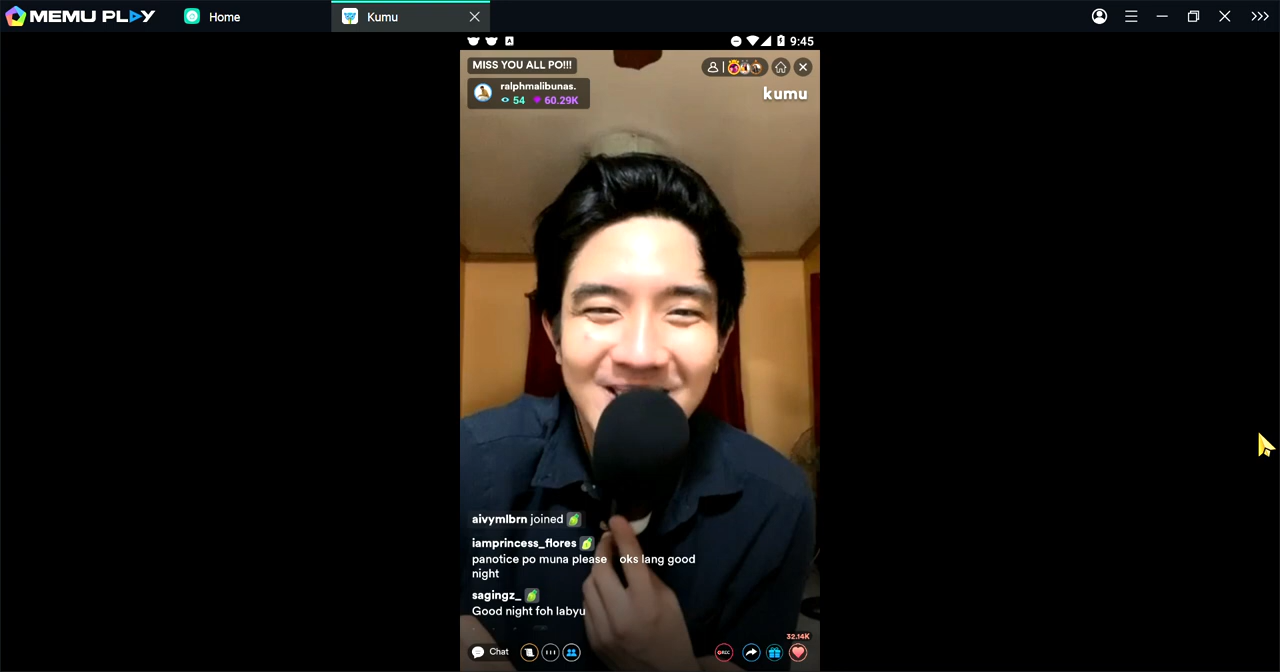 MEMU PLAY
Home
Kumu
9:45
MISS YOU ALL PO!!!
ralphmalibunas.
54 60.29K
kumu
aivymlbrn joined
iamprincess_flores
panotice po muna please oks lang good
night
sagingz_
Good night foh labyu
32.14K
Chat
REC